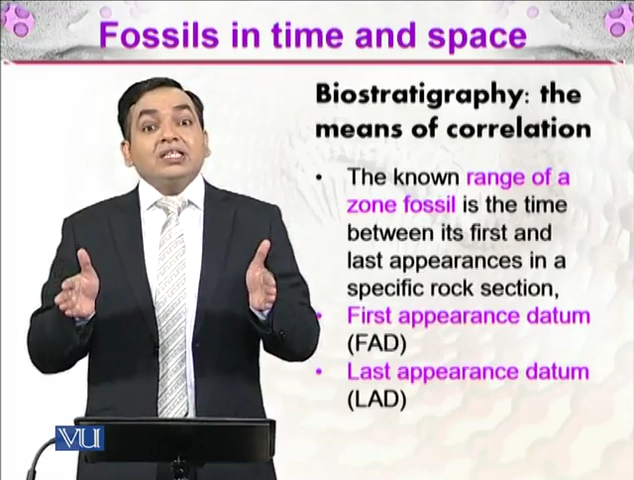 Fossils in time and space
Biostratigraphy: the
means of correlation
• The known range of a
zone fossil is the time
between its first and
last appearances in a
specific rock section,
• First appearance datum
(FAD)
• Last appearance datum
(LAD)
VU